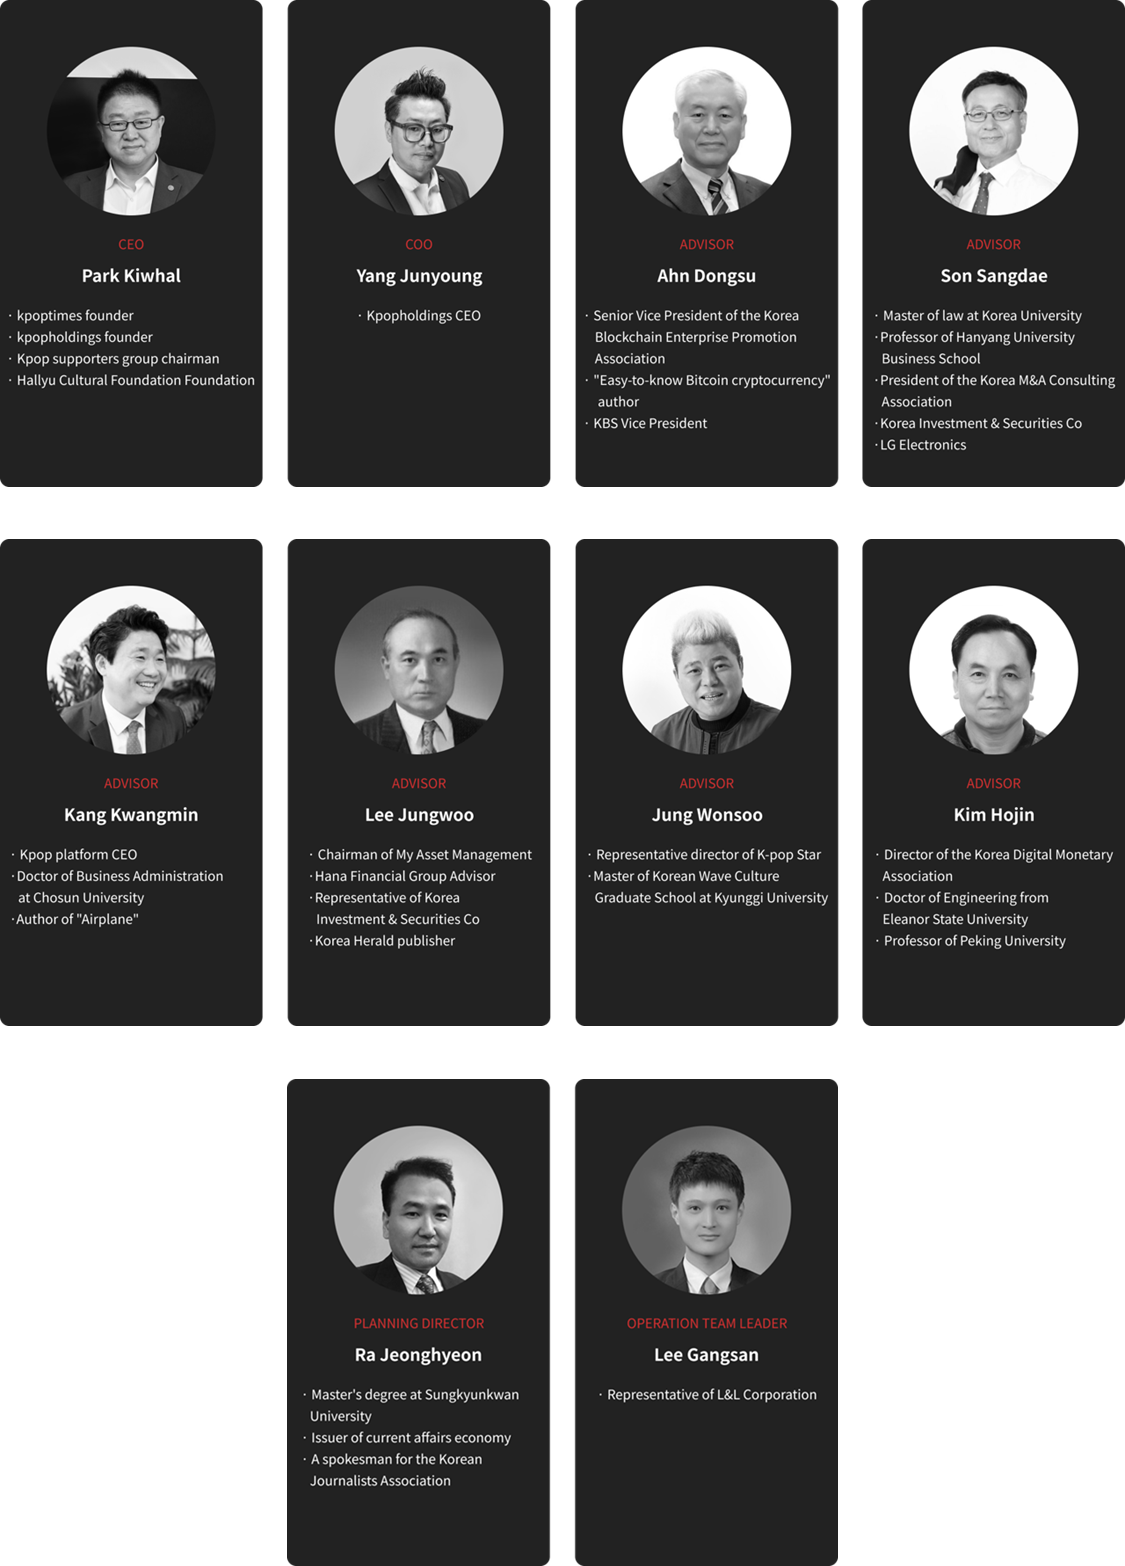 CEO
Park Kiwhal
· kpoptimes founder
· kpopholdings founder
· Kpop supporters group chairman
· Hallyu Cultural Foundation Foundation
COO
Yang Junyoung
· Kpopholdings CEO
ADVISOR
Ahn Dongsu
· Senior Vice President of the Korea
Blockchain Enterprise Promotion
Association
· "Easy-to-know Bitcoin cryptocurrency"
author
· KBS Vice President
ADVISOR
Son Sangdae
· Master of law at Korea University
·Professor of Hanyang University
Business School
·President of the Korea M&A Consulting
Association
·Korea Investment & Securities Co
·LG Electronics
ADVISOR
Kang Kwangmin
· Kpop platform CEO
·Doctor of Business Administration
at Chosun University
·Author of "Airplane"
ADVISOR
Lee Jungwoo
· Chairman of My Asset Management
·Hana Financial Group Advisor
·Representative of Korea
Investment & Securities Co
·Korea Herald publisher
ADVISOR
Jung Wonsoo
· Representative director of K-pop Star
·Master of Korean Wave Culture
Graduate School at Kyunggi University
ADVISOR
Kim Hojin
· Director of the Korea Digital Monetary
Association
· Doctor of Engineering from
Eleanor State University
· Professor of Peking University
PLANNING DIRECTOR
Ra Jeonghyeon
· Master's degree at Sungkyunkwan
University
· Issuer of current affairs economy
· A spokesman for the Korean
Journalists Association
OPERATION TEAM LEADER
Lee Gangsan
· Representative of L&L Corporation